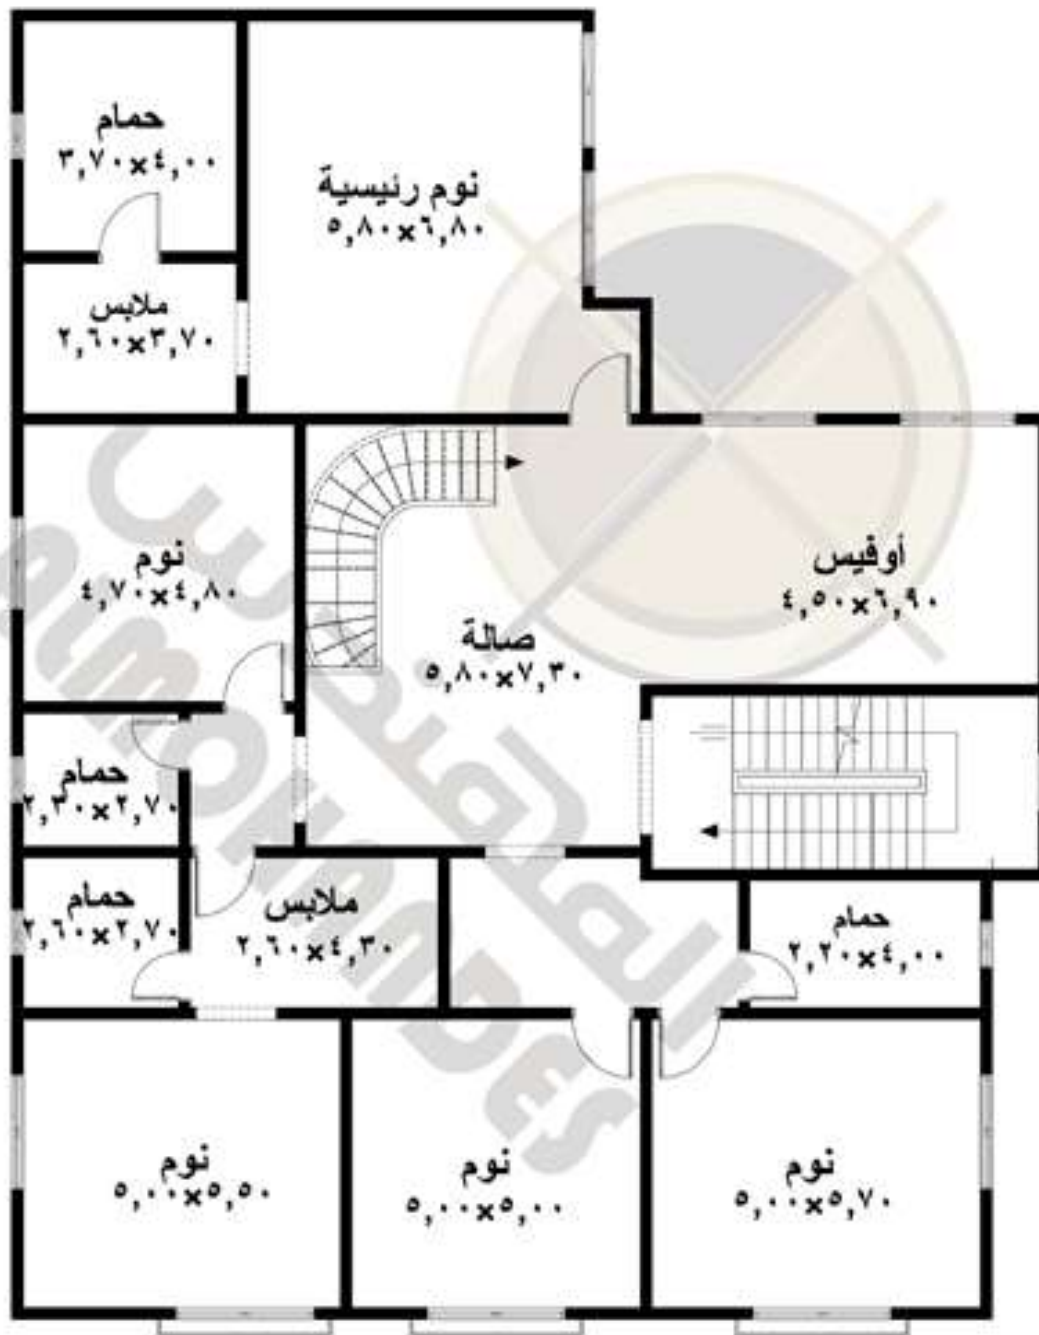 حمام
٣,٧٠×٤,٠٠
نوم رئيسية
٥,٨٠×٦,٨٠
ملابس
٢,٦٠×٣,٧٠
نوم
٤,٧٠×٤,٨٠
أوفيس
٤,٥٠×٦,٩٠
صالة
٥,٨٠×٧,٣٠
حمام
٢,٣٠×٢,٧٠
حمام
٢,٦٠×٢,٧٠
ملابس
٢,٦٠×٤,٣٠
حمام
٢,٢٠×٤,٠٠
نوم
٥,٠٠×٥,٥٠
نوم
٥,٠٠×٥,٠٠
نوم
٥,٠٠×٥,٧٠
المهندس
ALMOHANDES